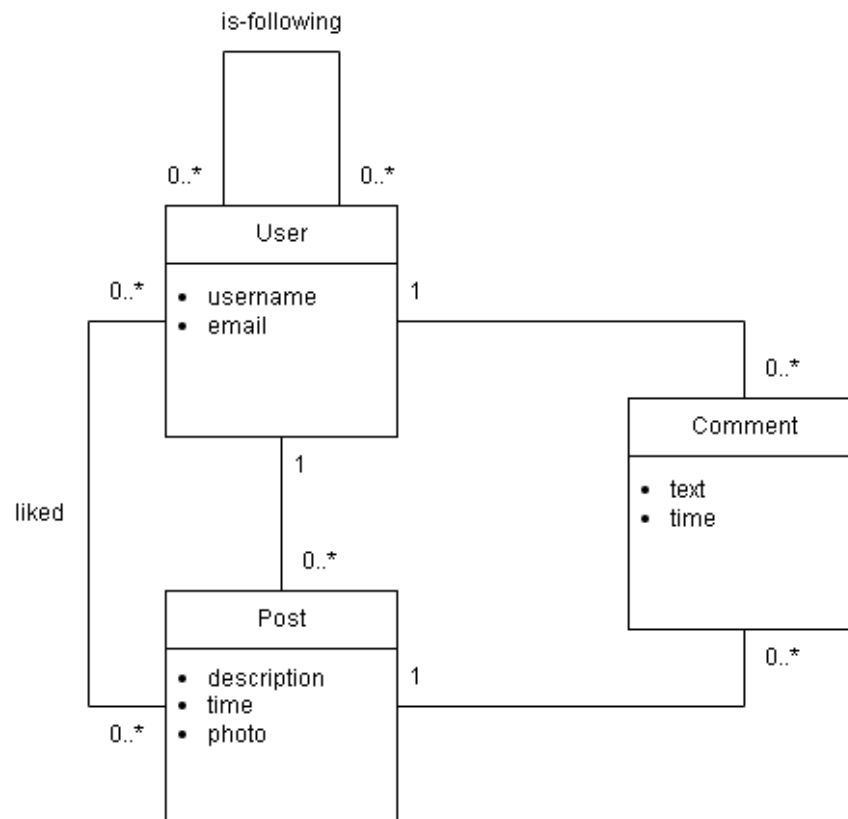 is-following
0..*
0..*
User
0..*
• username
1
• email
0..*
Comment
1
• text
liked
• time
0..*
Post
0..*
• description
1
• time
0..*
• photo